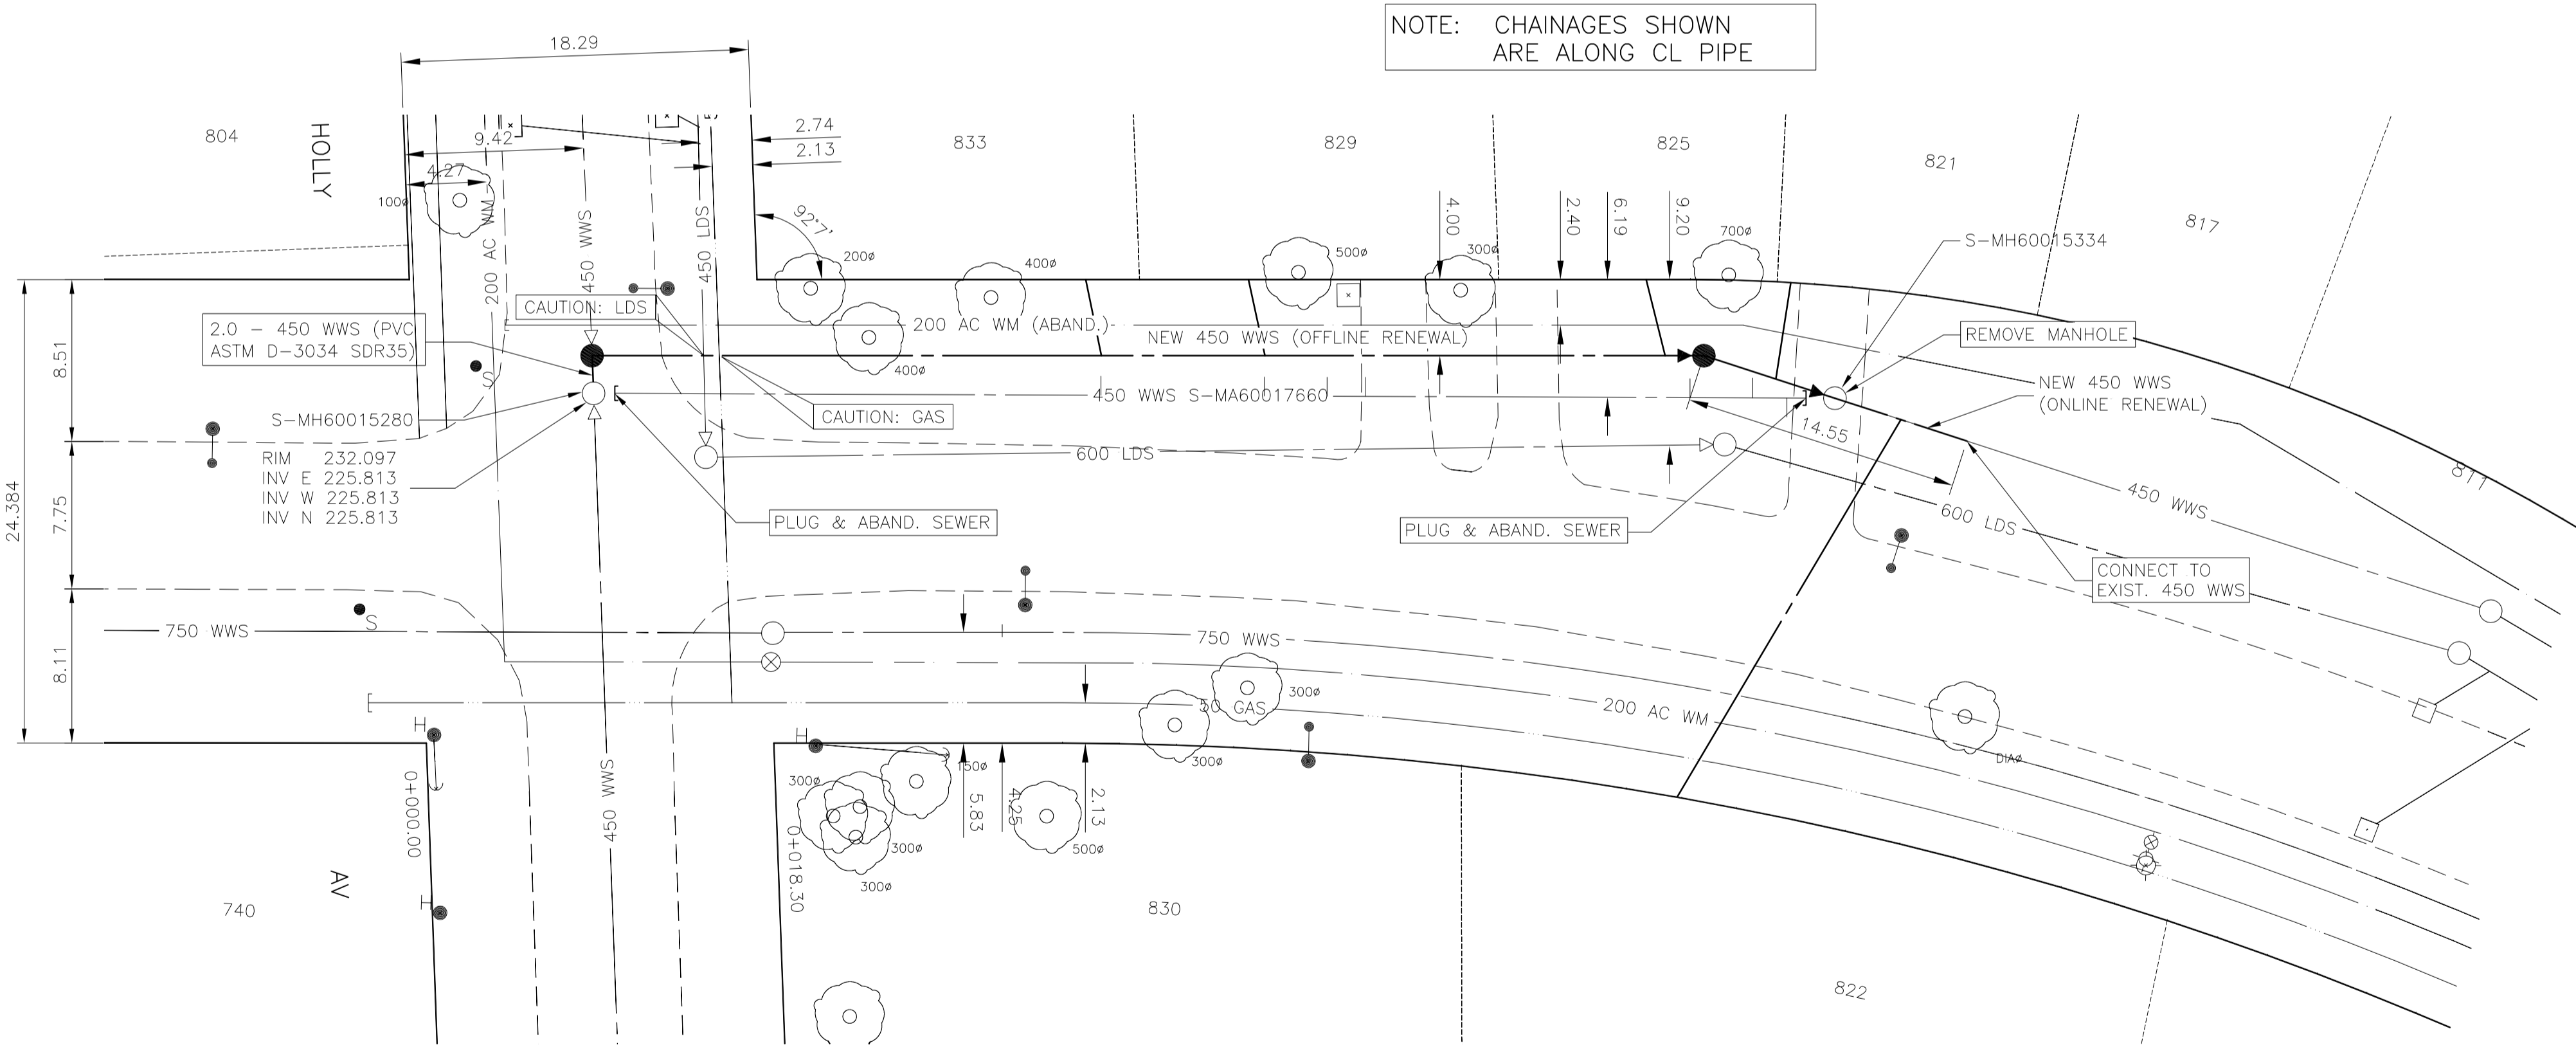 NOTE: CHAINAGES SHOWN
ARE ALONG CL PIPE
18.29
804
HOLLY
9.42
4.27
2.74
2.13
833
829
825
821
817
811
100ø
200 AC WM
450 WWS
450 LDS
92°7'
200ø
400ø
500ø
4.00
300ø
2.40
6.19
9.20
700ø
S-MH60015334
CAUTION: LDS
2.0 - 450 WWS (PVC
ASTM D-3034 SDR35)
200 AC WM (ABAND.)
NEW 450 WWS (OFFLINE RENEWAL)
REMOVE MANHOLE
400ø
8.51
S
450 WWS S-MA60017660
NEW 450 WWS
(ONLINE RENEWAL)
S-MH60015280
CAUTION: GAS
14.55
600 LDS
RIM 232.097
INV E 225.813
INV W 225.813
INV N 225.813
24.384
7.75
PLUG & ABAND. SEWER
PLUG & ABAND. SEWER
450 WWS
600 LDS
CONNECT TO
EXIST. 450 WWS
S
750 WWS
750 WWS
8.11
300ø
50 GAS
200 AC WM
H
H
300ø
DIAø
150ø
300ø
0+000.00
450 WWS
5.83
4.25
2.13
0+018.30
300ø
500ø
300ø
AV
H
740
830
822